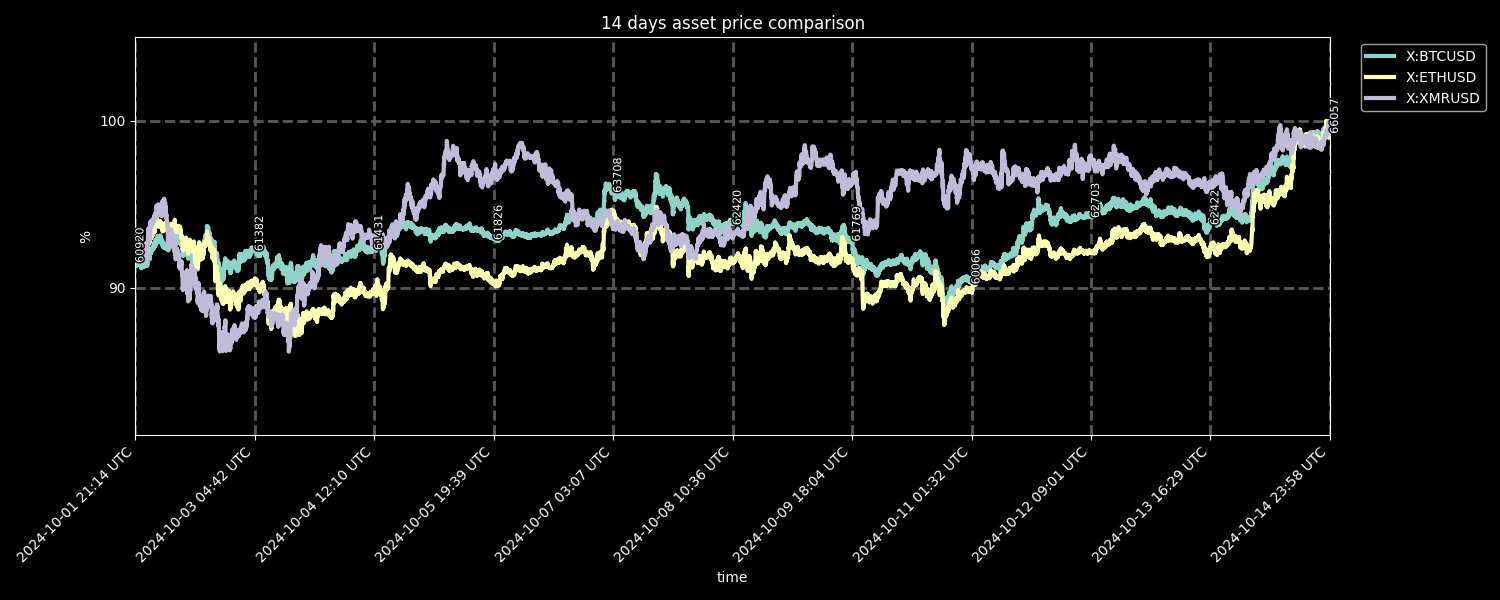 14 days asset price comparison
X:BTCUSD
X:ETHUSD
X:XMRUSD
%
100
90
60920
61382
61431
61826
63708
62420
61769
60066
62703
62422
66057
2024-10-01 21:14 UTC
2024-10-03 04:42 UTC
2024-10-04 12:10 UTC
2024-10-05 19:39 UTC
2024-10-07 03:07 UTC
2024-10-08 10:36 UTC
2024-10-09 18:04 UTC
2024-10-11 01:32 UTC
2024-10-12 09:01 UTC
2024-10-13 16:29 UTC
2024-10-14 23:58 UTC
time